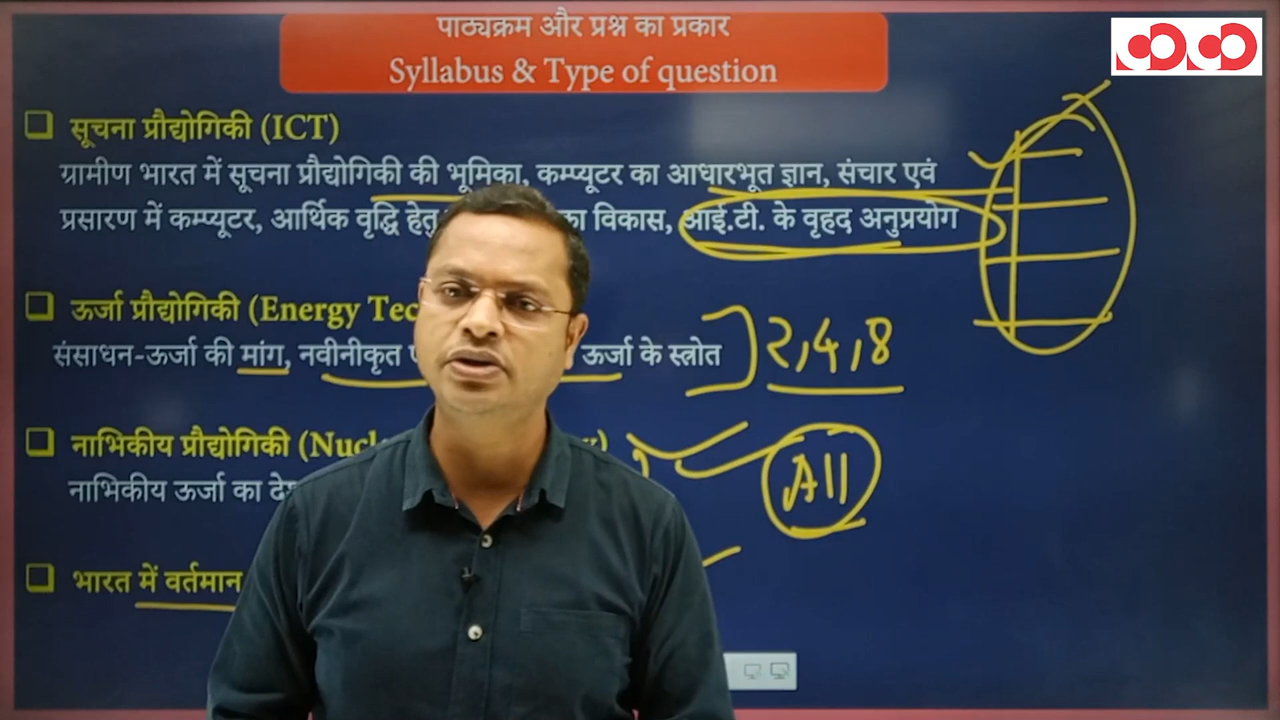 पाठ्यक्रम और प्रश्न का प्रकार
Syllabus & Type of question
सूचना प्रौद्योगिकी (ICT)
ग्रामीण भारत में सूचना प्रौद्योगिकी की भूमिका, कम्प्यूटर का आधारभूत ज्ञान, संचार एवं
प्रसारण में कम्प्यूटर, आर्थिक वृद्धि हेतु का विकास, आई.टी. के वृहद अनुप्रयोग
ऊर्जा प्रौद्योगिकी (Energy
संसाधन-ऊर्जा की मांग, नवीनीकृत ऊर्जा के स्त्रोत
2,4,8
नाभिकीय प्रौद्योगिकी
नाभिकीय ऊर्जा का
All
भारत में वर्तमान